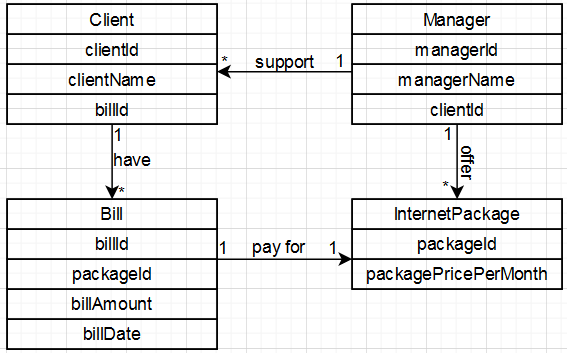 Client
clientId
clientName
billId
Manager
managerId
managerName
clientId
* support 1
1
have
*
1
offer
*
Bill
billId
packageId
billAmount
billDate
1 pay for 1
InternetPackage
packageId
packagePricePerMonth